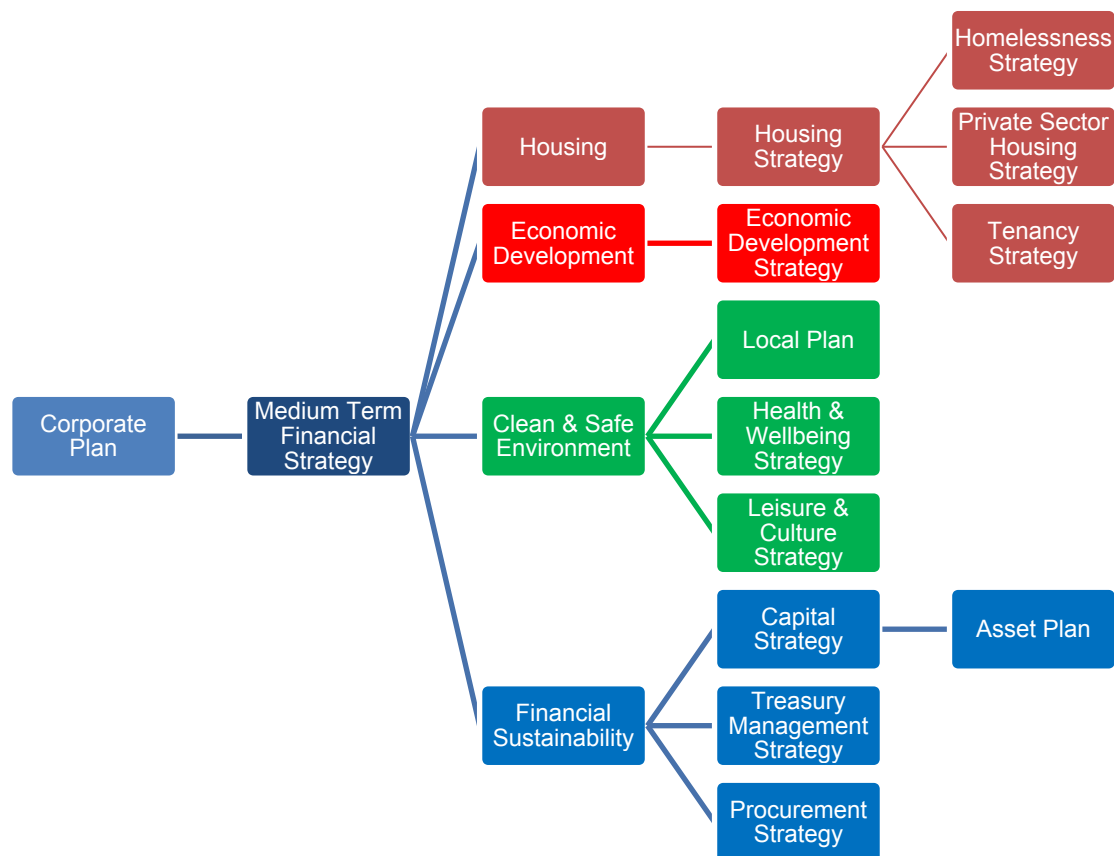 Homelessness
Strategy
Housing
Housing
Strategy
Private Sector
Housing
Strategy
Economic
Development
Economic
Development
Strategy
Tenancy
Strategy
Local Plan
Corporate
Plan
Medium Term
Financial
Strategy
Clean & Safe
Environment
Health &
Wellbeing
Strategy
Leisure &
Culture
Strategy
Capital
Strategy
Asset Plan
Financial
Sustainability
Treasury
Management
Strategy
Procurement
Strategy